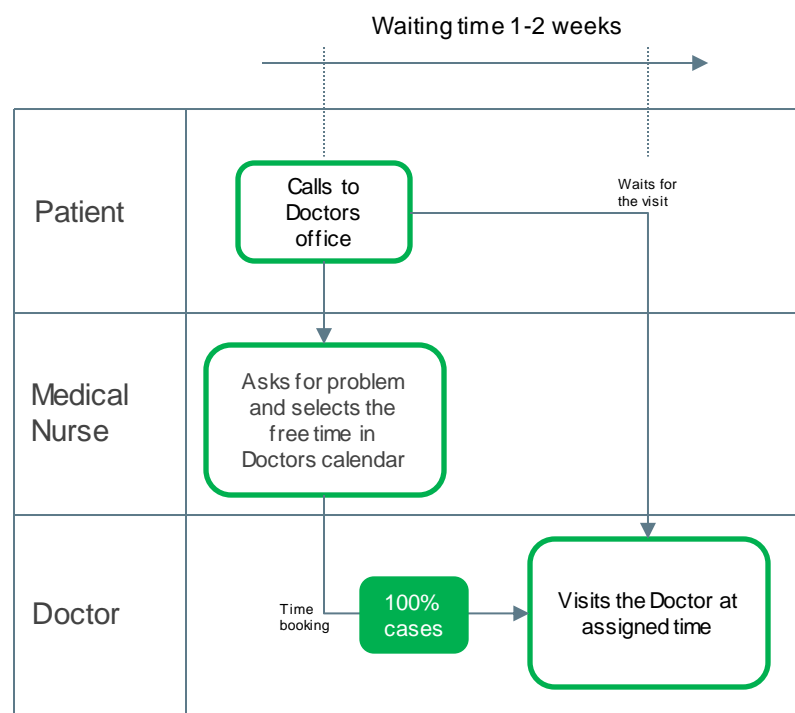 Waiting time 1-2 weeks
Patient
Calls to
Doctors
office
Waits for
the visit
Medical
Nurse
Asks for problem
and selects the
free time in
Doctors calendar
Doctor
Time
booking
100%
cases
Visits the Doctor at
assigned time